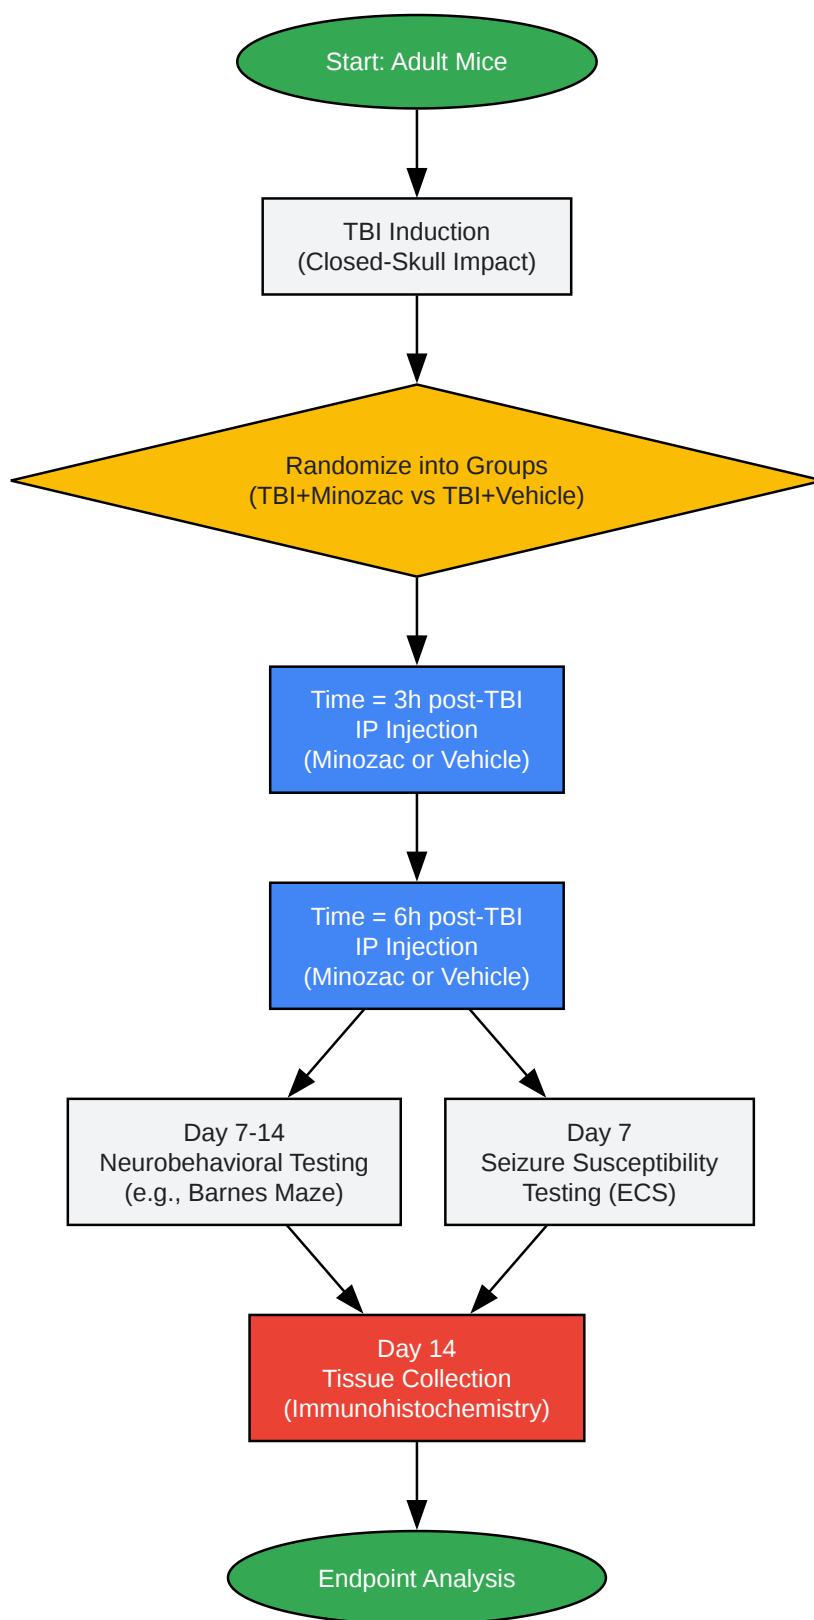 Start: Adult Mice
TBI Induction
(Closed-Skull Impact)
Randomize into Groups
(TBI+Minozac vs TBI+Vehicle)
Time = 3h post-TBI
IP Injection
(Minozac or Vehicle)
Time = 6h post-TBI
IP Injection
(Minozac or Vehicle)
Day 7-14
Neurobehavioral Testing
(e.g., Barnes Maze)
Day 7
Seizure Susceptibility
Testing (ECS)
Day 14
Tissue Collection
(Immunohistochemistry)
Endpoint Analysis